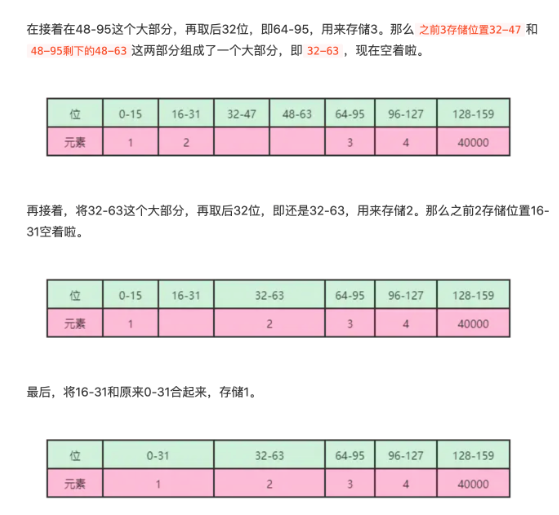 在接着在48-95这个大部分，再取后32位，即64-95，用来存储3。那么 之前3存储位置32-47 和
48-95剩下的48-63 这两部分组成了一个大部分，即 32-63 ，现在空着啦。
位 0-15 16-31 32-47 48-63 64-95 96-127 128-159
元素 1 2 3 4 40000
再接着，将32-63这个大部分，再取后32位，即还是32-63，用来存储2。那么之前2存储位置16-
31空着啦。
位 0-15 16-31 32-63 64-95 96-127 128-159
元素 1 2 3 4 40000
最后，将16-31和原来0-31合起来，存储1。
位 0-31 32-63 64-95 96-127 128-159
元素 1 2 3 4 40000